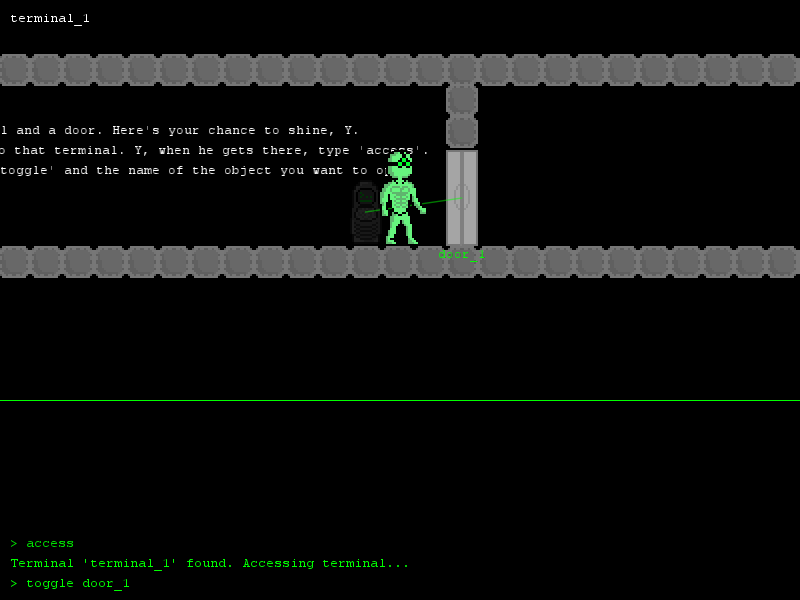 terminal_1
l and a door. Here's your chance to shine, Y.
o that terminal. Y, when he gets there, type 'access'.
toggle' and the name of the object you want to
door_1
> access
Terminal 'terminal_1' found. Accessing terminal...
> toggle door_1